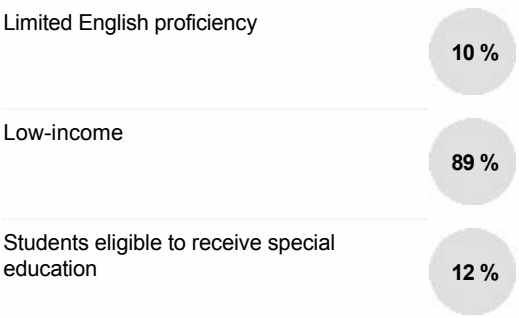 Limited English proficiency
10 %
Low-income
89 %
Students eligible to receive special
education
12 %